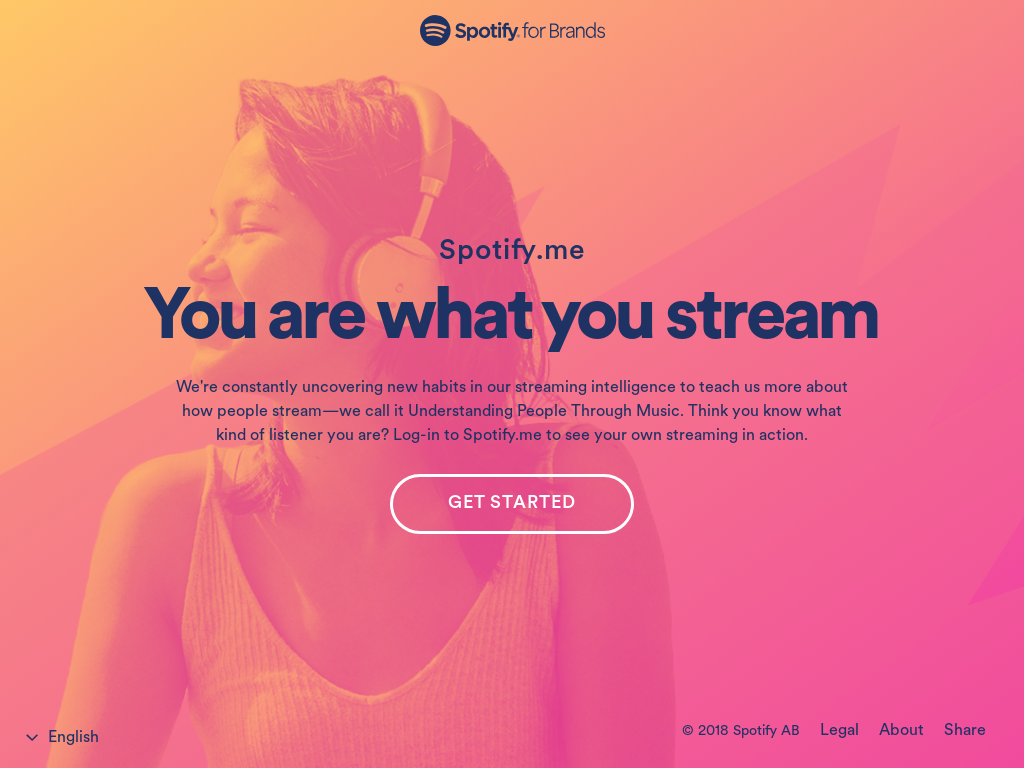 Spotify for Brands
Spotify.me
You are what you stream
We're constantly uncovering new habits in our streaming intelligence to teach us more about
how people stream—we call it Understanding People Through Music. Think you know what
kind of listener you are? Log-in to Spotify.me to see your own streaming in action.
GET STARTED
English
© 2018 Spotify AB Legal About Share